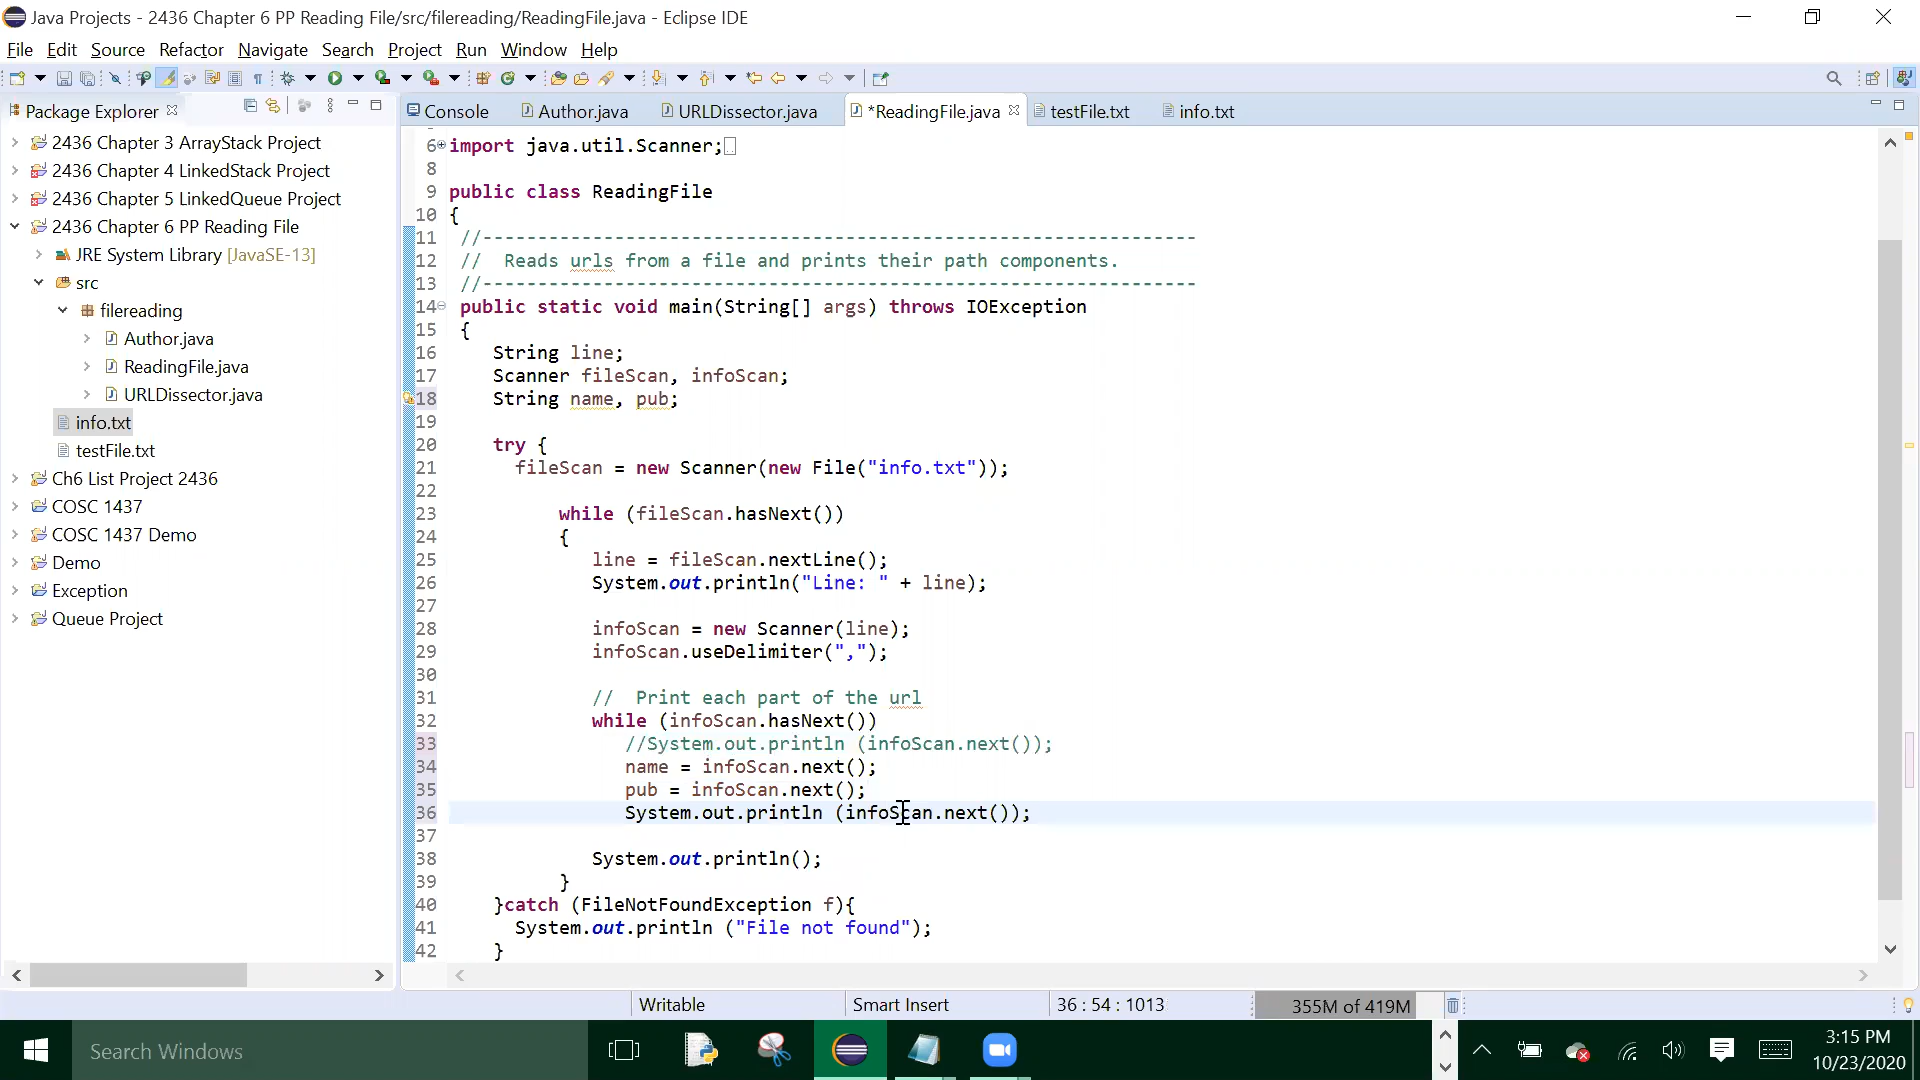 Java Projects - 2436 Chapter 6 PP Reading File/src/filereading/ReadingFile.java - Eclipse IDE
File Edit Source Refactor Navigate Search Project Run Window Help
Package Explorer
Console Author.java URLDissector.java *ReadingFile.java testFile.txt info.txt
2436 Chapter 3 ArrayStack Project
2436 Chapter 4 LinkedStack Project
2436 Chapter 5 LinkedQueue Project
2436 Chapter 6 PP Reading File
JRE System Library [JavaSE-13]
src
filereading
Author.java
ReadingFile.java
URLDissector.java
info.txt
testFile.txt
Ch6 List Project 2436
COSC 1437
COSC 1437 Demo
Demo
Exception
Queue Project
6 import java.util.Scanner;
8
9 public class ReadingFile
10 {
11 //-----------------------------------------------------------------
12 //  Reads urls from a file and prints their path components.
13 //-----------------------------------------------------------------
14 public static void main(String[] args) throws IOException
15 {
16 String line;
17 Scanner fileScan, infoScan;
18 String name, pub;
19
20 try {
21 fileScan = new Scanner(new File("info.txt"));
22
23 while (fileScan.hasNext())
24 {
25 line = fileScan.nextLine();
26 System.out.println("Line: " + line);
27
28 infoScan = new Scanner(line);
29 infoScan.useDelimiter(",");
30
31 //  Print each part of the url
32 while (infoScan.hasNext())
33 //System.out.println (infoScan.next());
34 name = infoScan.next();
35 pub = infoScan.next();
36 System.out.println (infoScan.next());
37
38 System.out.println();
39 }
40 }catch (FileNotFoundException f){
41 System.out.println ("File not found");
42 }
Writable Smart Insert 36 : 54 : 1013 355M of 419M
Search Windows
3:15 PM
10/23/2020